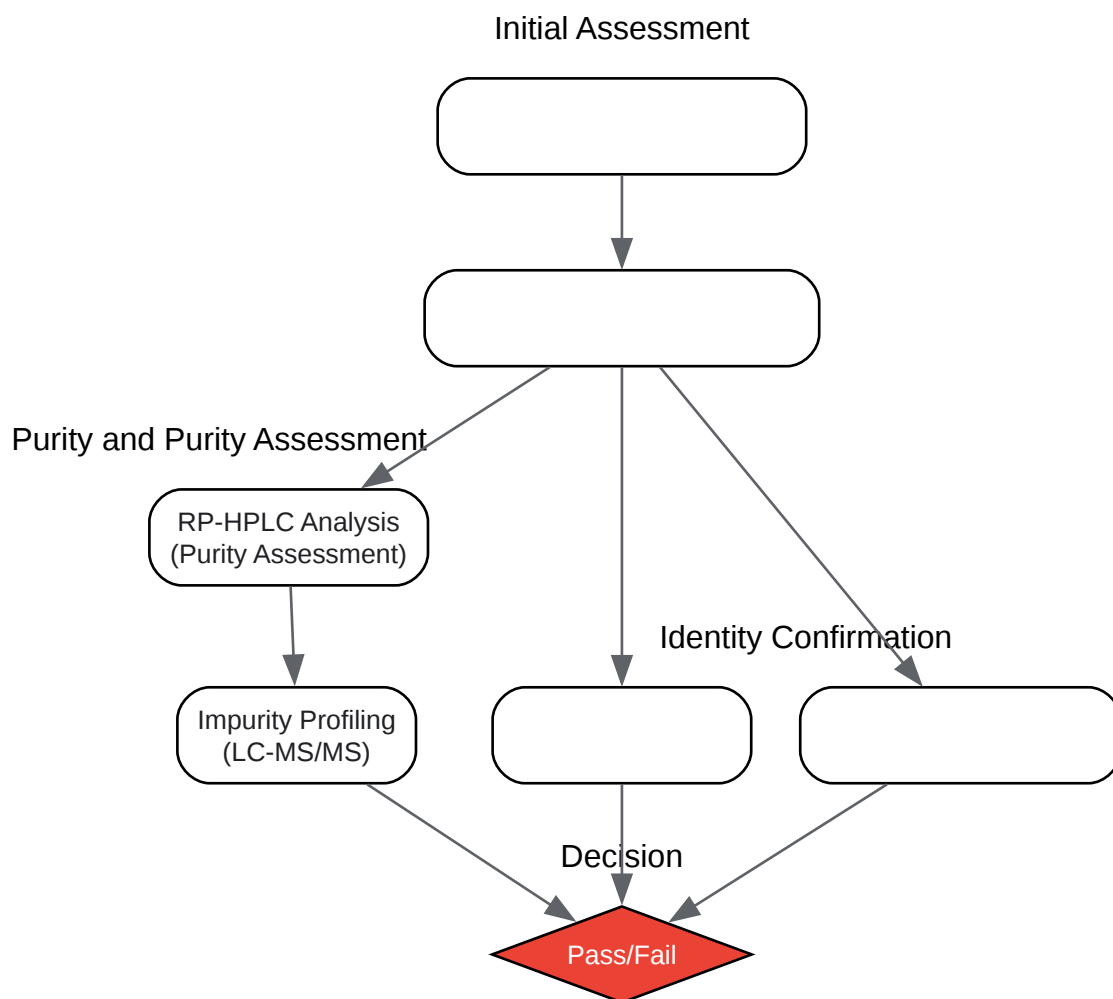 Initial Assessment
Purity and Purity Assessment
RP-HPLC Analysis
(Purity Assessment)
Identity Confirmation
Impurity Profiling
(LC-MS/MS)
Decision
Pass/Fail